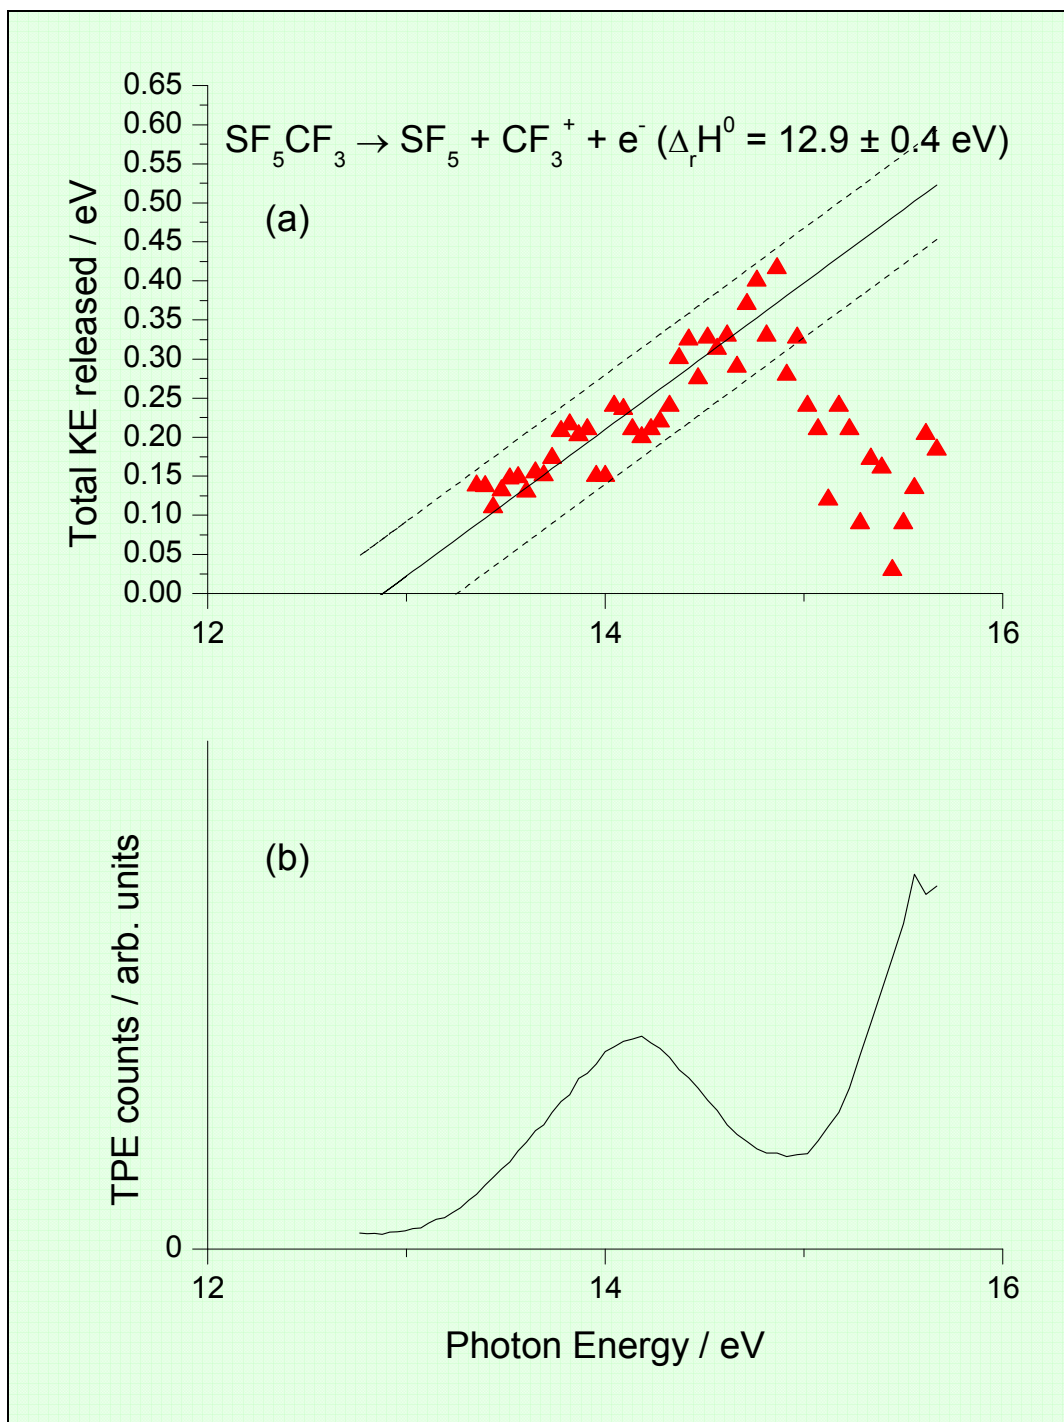 0.65
0.60
0.55
0.50
0.45
0.40
0.35
0.30
0.25
0.20
0.15
0.10
0.05
0.00
Total KE released / eV
SF₅CF₃ → SF₅ + CF₃⁺ + e⁻ (ΔᵣH⁰ = 12.9 ± 0.4 eV)
(a)
12 14 16
TPE counts / arb. units
(b)
0
12 14 16
Photon Energy / eV